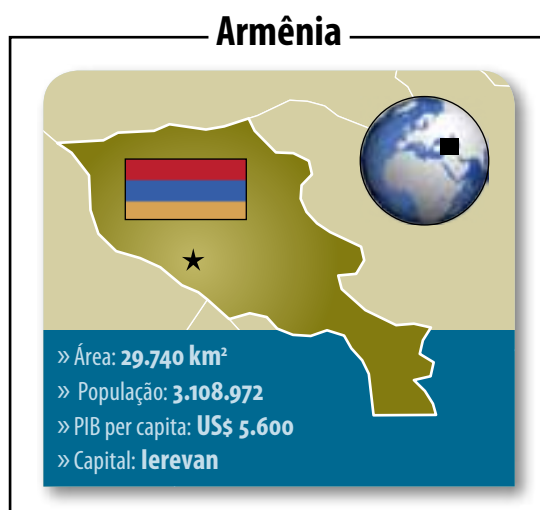 Armênia
» Área: 29.740 km²
» População: 3.108.972
» PIB per capita: US$ 5.600
» Capital: Ierevan